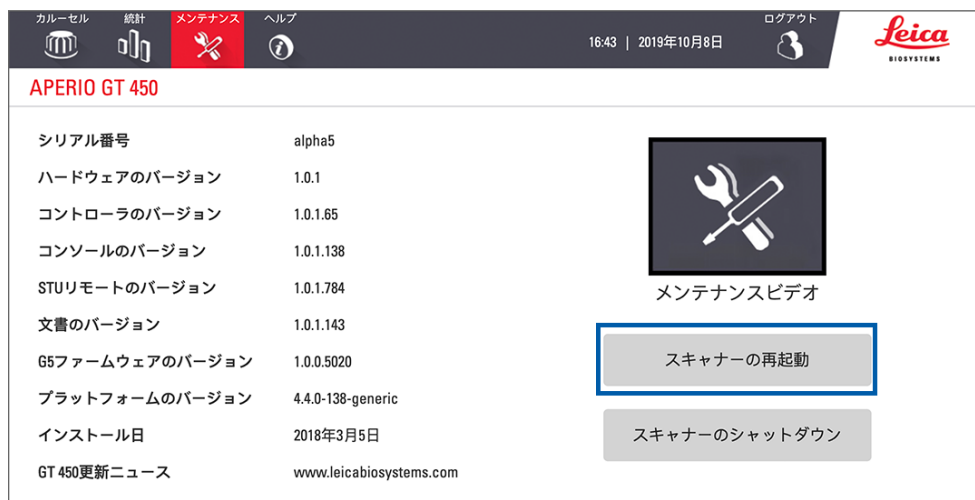 カルーセル 統計 メンテナンス ヘルプ ログアウト
16:43 | 2019年10月8日
Leica
BIOSYSTEMS
APERIO GT 450
シリアル番号 alpha5
ハードウェアのバージョン 1.0.1
コントローラのバージョン 1.0.1.65
コンソールのバージョン 1.0.1.138
STUリモートのバージョン 1.0.1.784
文書のバージョン 1.0.1.143
G5ファームウェアのバージョン 1.0.0.5020
プラットフォームのバージョン 4.4.0-138-generic
インストール日 2018年3月5日
GT 450更新ニュース www.leicabiosystems.com
メンテナンスビデオ
スキャナーの再起動
スキャナーのシャットダウン